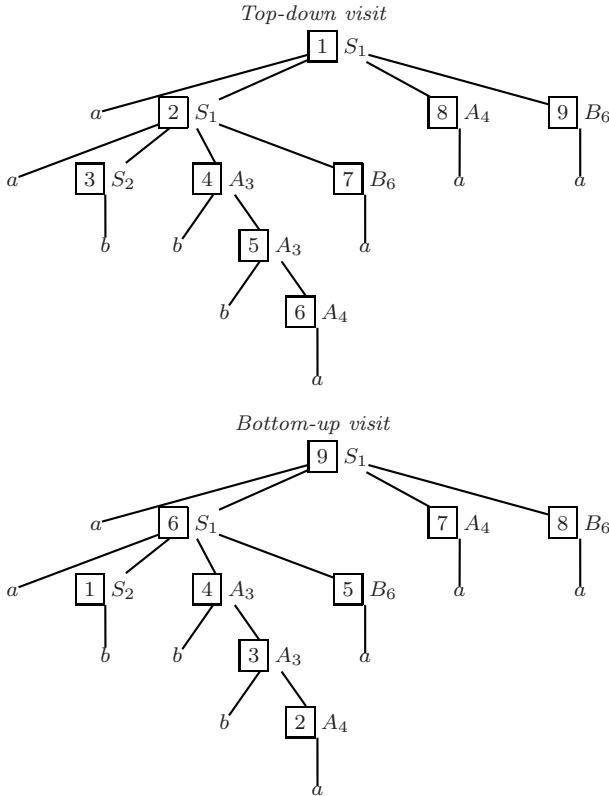 Top-down visit
1 S₁
a 2 S₁ 8 A₄ 9 B₆
a 3 S₂ 4 A₃ 7 B₆ a a
b b 5 A₃ a
b 6 A₄
a
Bottom-up visit
9 S₁
a 6 S₁ 7 A₄ 8 B₆
a 1 S₂ 4 A₃ 5 B₆ a a
b b 3 A₃ a
b 2 A₄
a